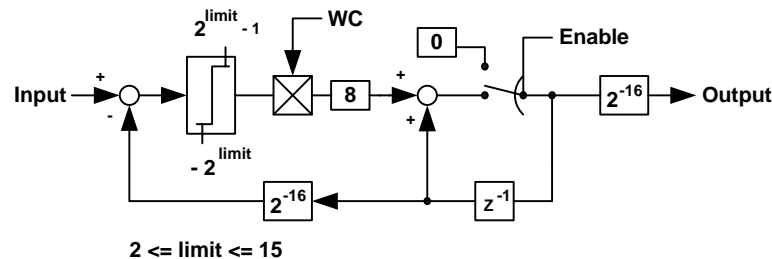 2^limit - 1
WC
0
Enable
+
Input
-
8
+
+
2^-16
Output
- 2^limit
2^-16
z^-1
2 <= limit <= 15